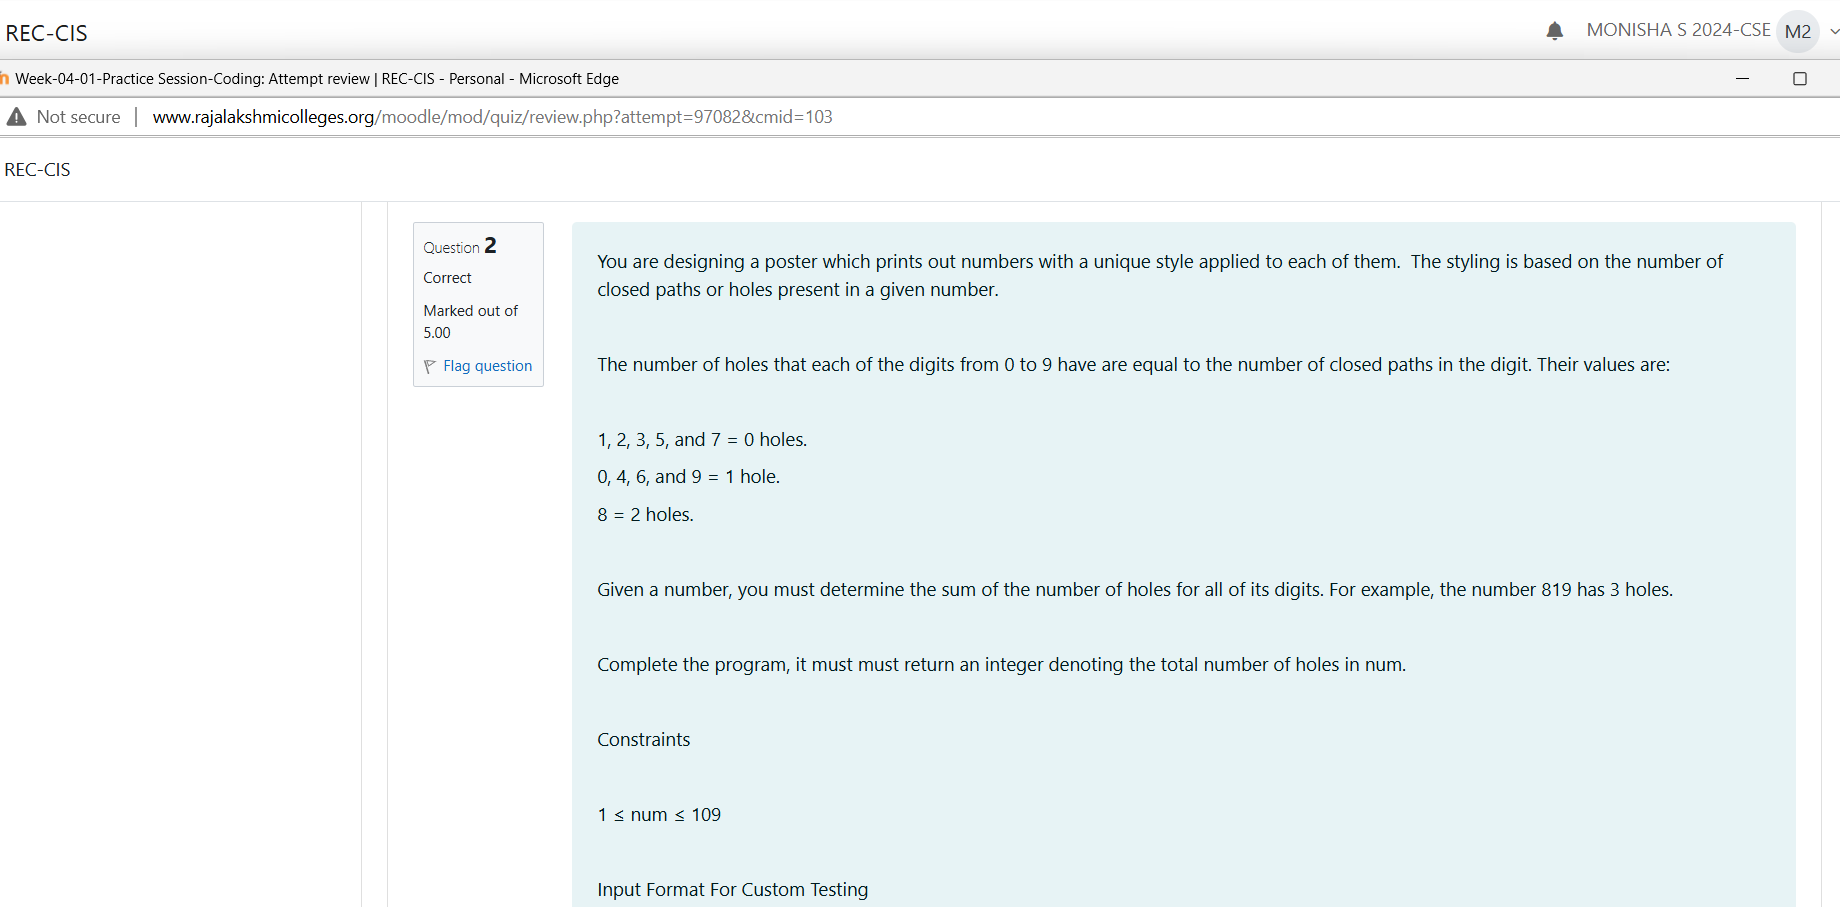 REC-CIS
MONISHA S 2024-CSE M2
Week-04-01-Practice Session-Coding: Attempt review | REC-CIS - Personal - Microsoft Edge
Not secure | www.rajalakshmicolleges.org/moodle/mod/quiz/review.php?attempt=97082&cmid=103
REC-CIS
Question 2
Correct
Marked out of
5.00
Flag question
You are designing a poster which prints out numbers with a unique style applied to each of them. The styling is based on the number of
closed paths or holes present in a given number.
The number of holes that each of the digits from 0 to 9 have are equal to the number of closed paths in the digit. Their values are:
1, 2, 3, 5, and 7 = 0 holes.
0, 4, 6, and 9 = 1 hole.
8 = 2 holes.
Given a number, you must determine the sum of the number of holes for all of its digits. For example, the number 819 has 3 holes.
Complete the program, it must must return an integer denoting the total number of holes in num.
Constraints
1 ≤ num ≤ 109
Input Format For Custom Testing